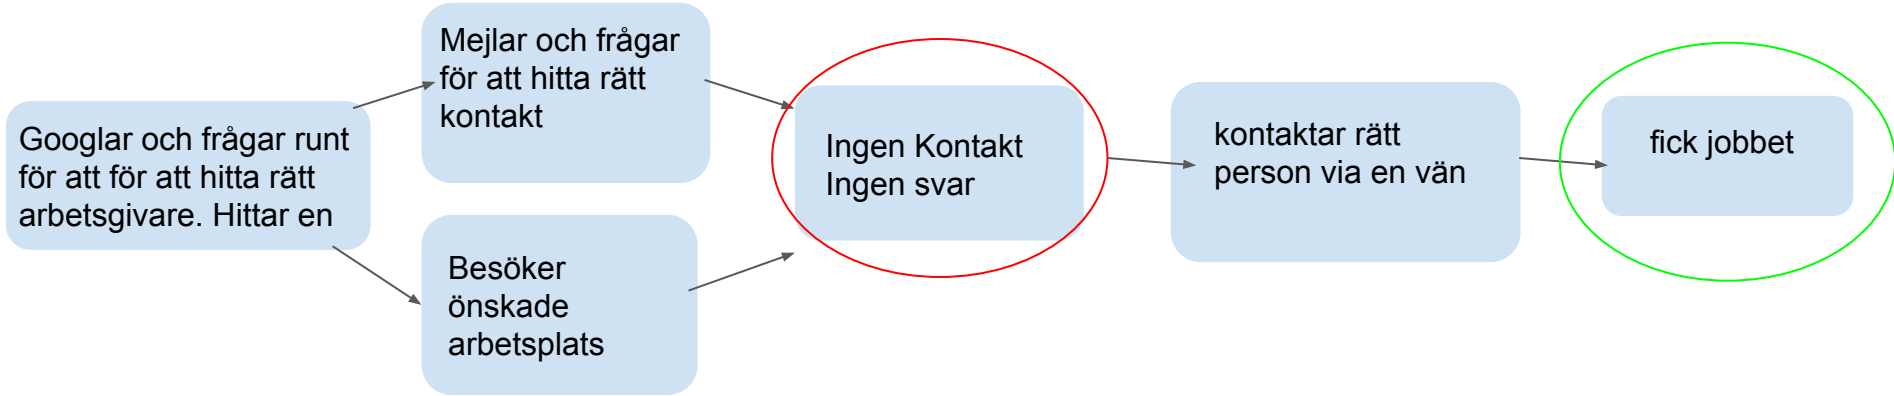 Googlar och frågar runt
för att för att hitta rätt
arbetsgivare. Hittar en
Mejlar och frågar
för att hitta rätt
kontakt
Besöker
önskade
arbetsplats
Ingen Kontakt
Ingen svar
kontaktar rätt
person via en vän
fick jobbet